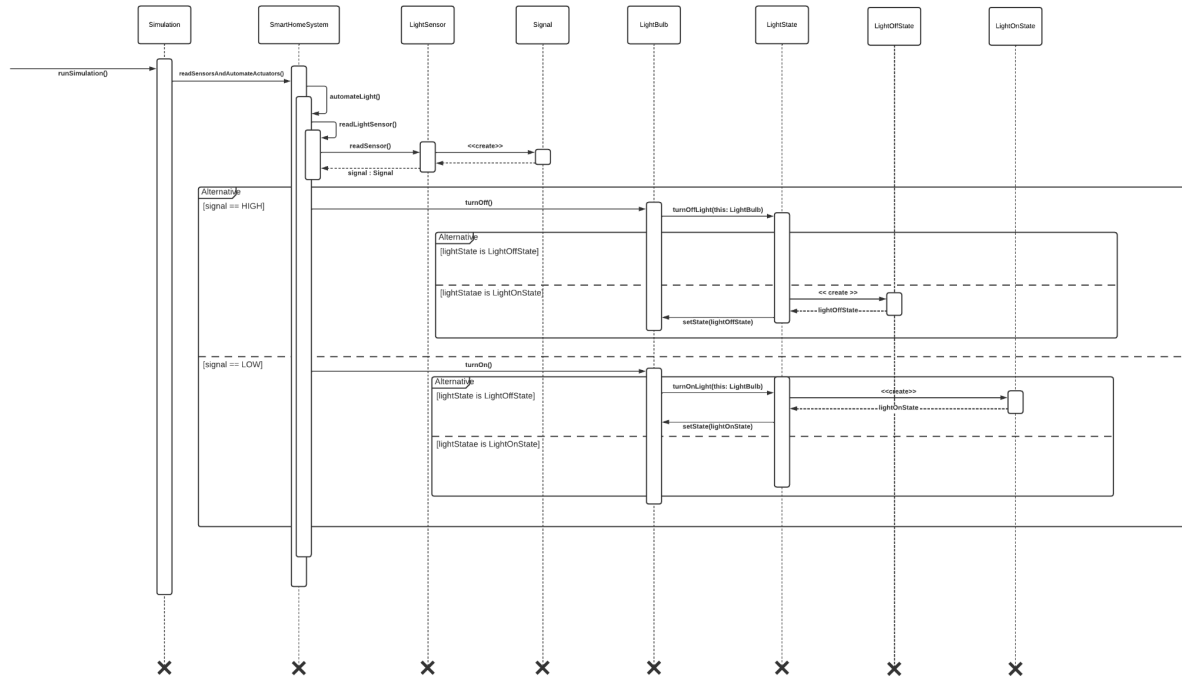 Simulation
SmartHomeSystem
LightSensor
Signal
LightBulb
LightState
LightOffState
LightOnState
runSimulation()
readSensorsAndAutomateActuators()
automateLight()
readLightSensor()
readSensor()
<<create>>
signal : Signal
Alternative
[signal == HIGH]
turnOff()
turnOffLight(this: LightBulb)
Alternative
[lightState is LightOffState]
[lightStatae is LightOnState]
<< create >>
lightOffState
setState(lightOffState)
[signal == LOW]
turnOn()
Alternative
turnOnLight(this: LightBulb)
[lightState is LightOffState]
<<create>>
lightOnState
setState(lightOnState)
[lightStatae is LightOnState]